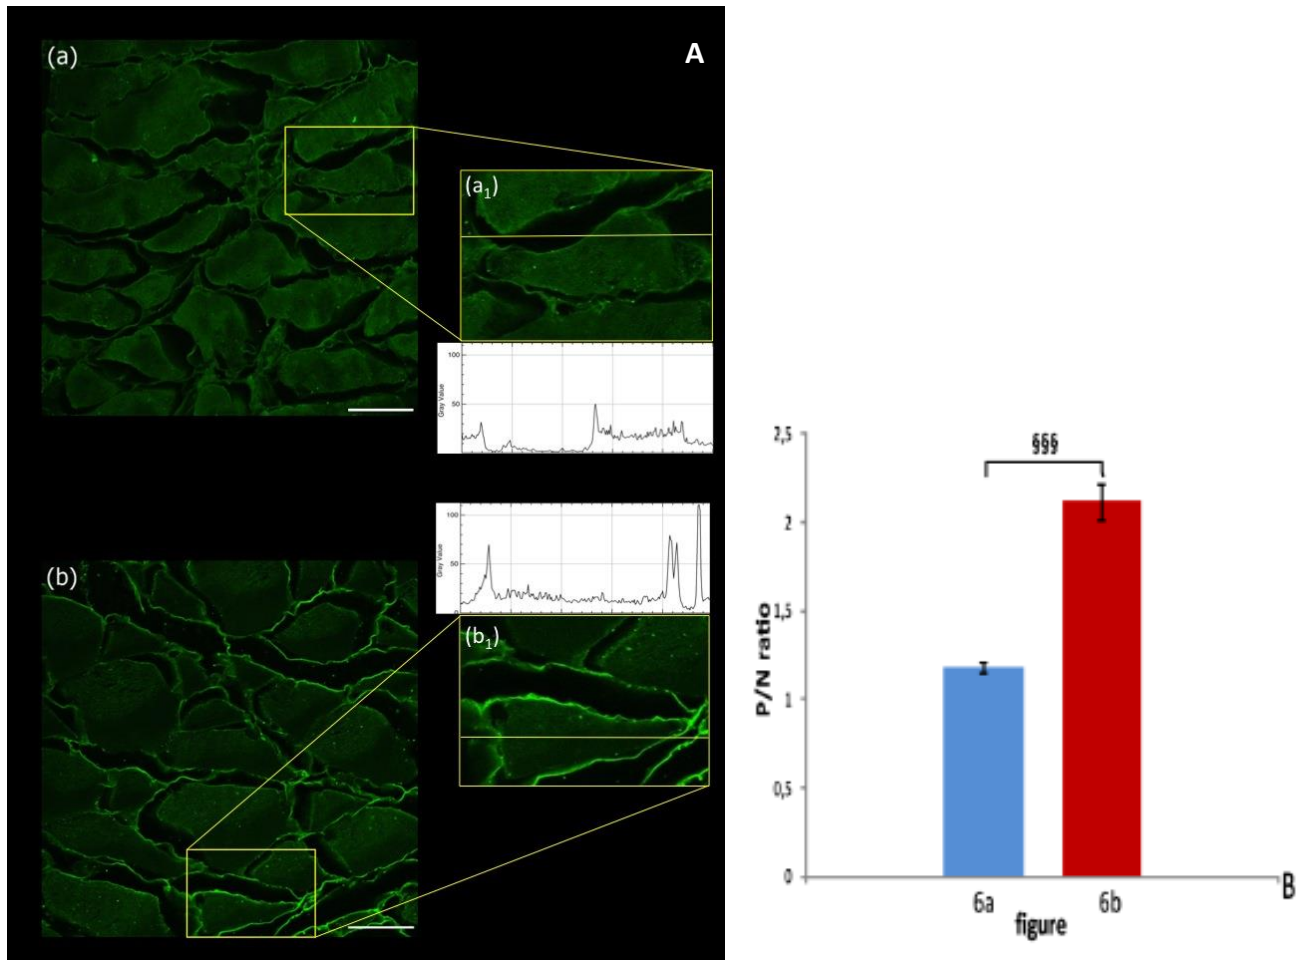 (a)
A
(a₁)
100
50
Gray Value
100
50
0
Gray Value
(b)
(b₁)
2,5
2
1,5
1
0,5
0
P/N ratio
§§§
6a
6b
figure
B